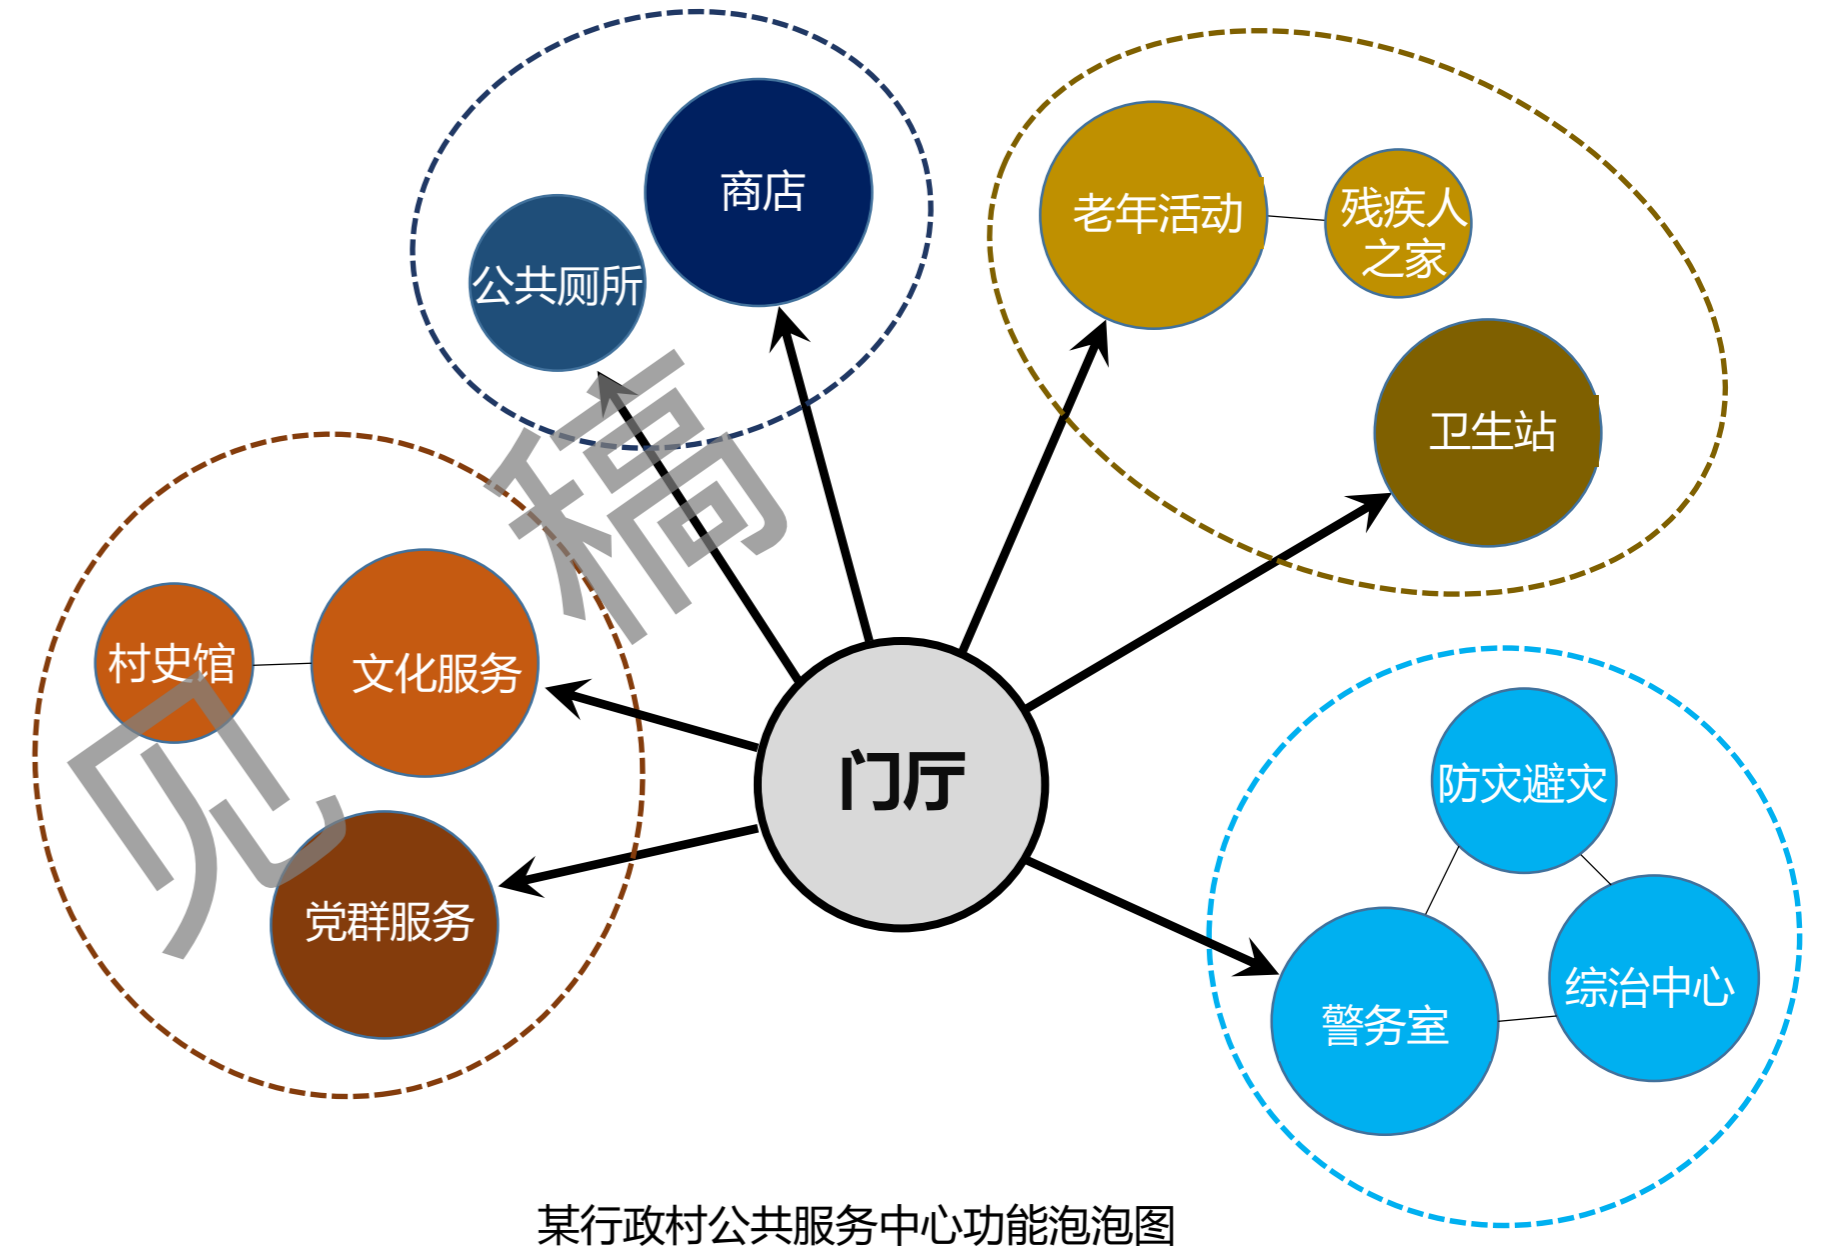 商店
公共厕所
老年活动
残疾人
之家
卫生站
村史馆
文化服务
党群服务
门厅
防灾避灾
综治中心
警务室
见
稿
某行政村公共服务中心功能泡泡图